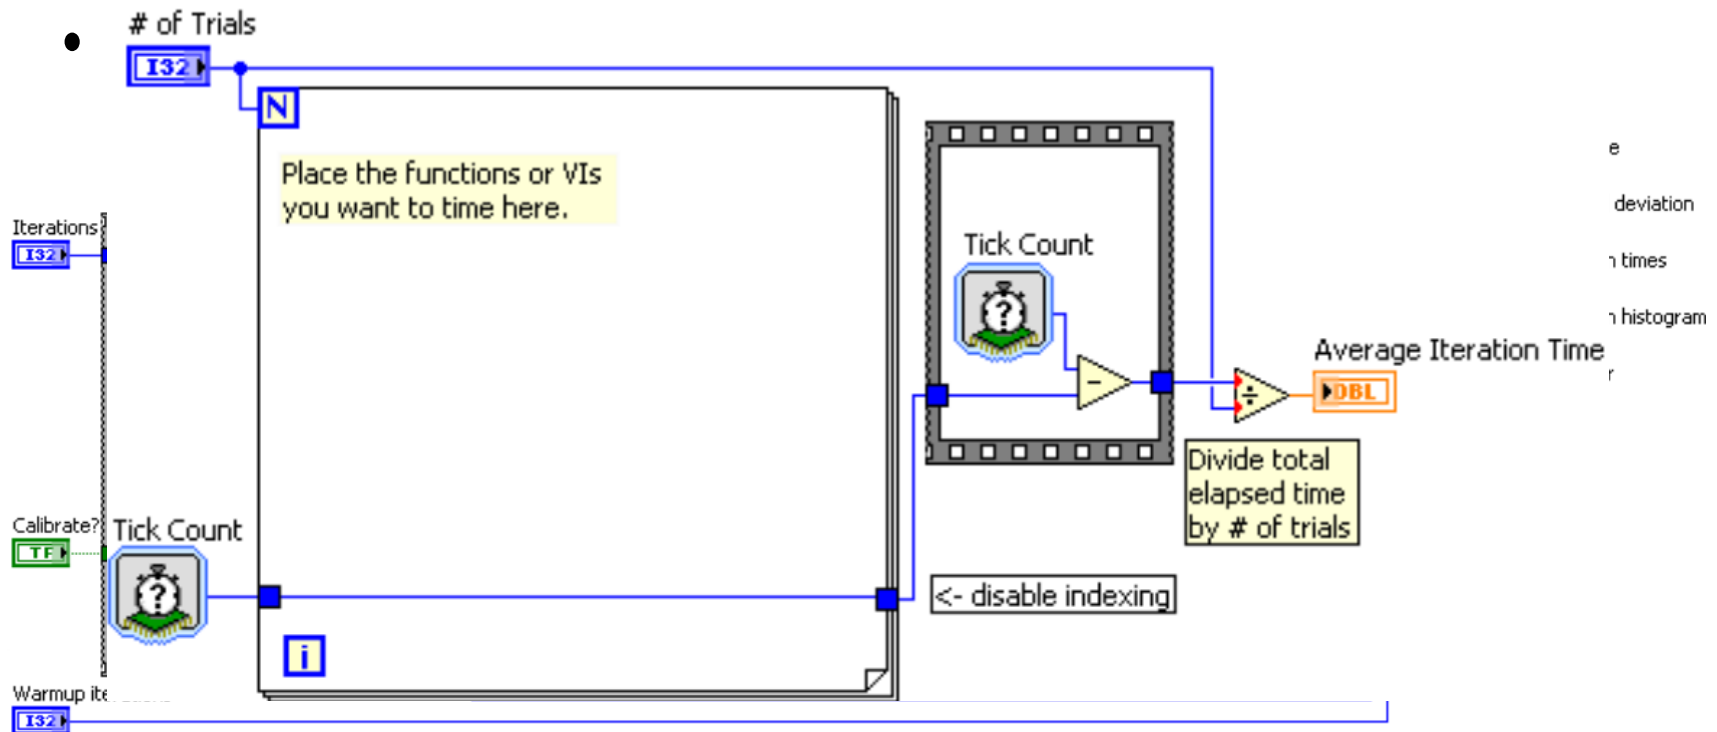 # of Trials
I32
N
Place the functions or VIs
you want to time here.
e
deviation
Iterations
I32
Tick Count
?
n times
n histogram
Average Iteration Time
r
DBL
-
÷
Divide total
elapsed time
by # of trials
Calibrate?
TF
Tick Count
?
<- disable indexing
i
Warmup ite
I32